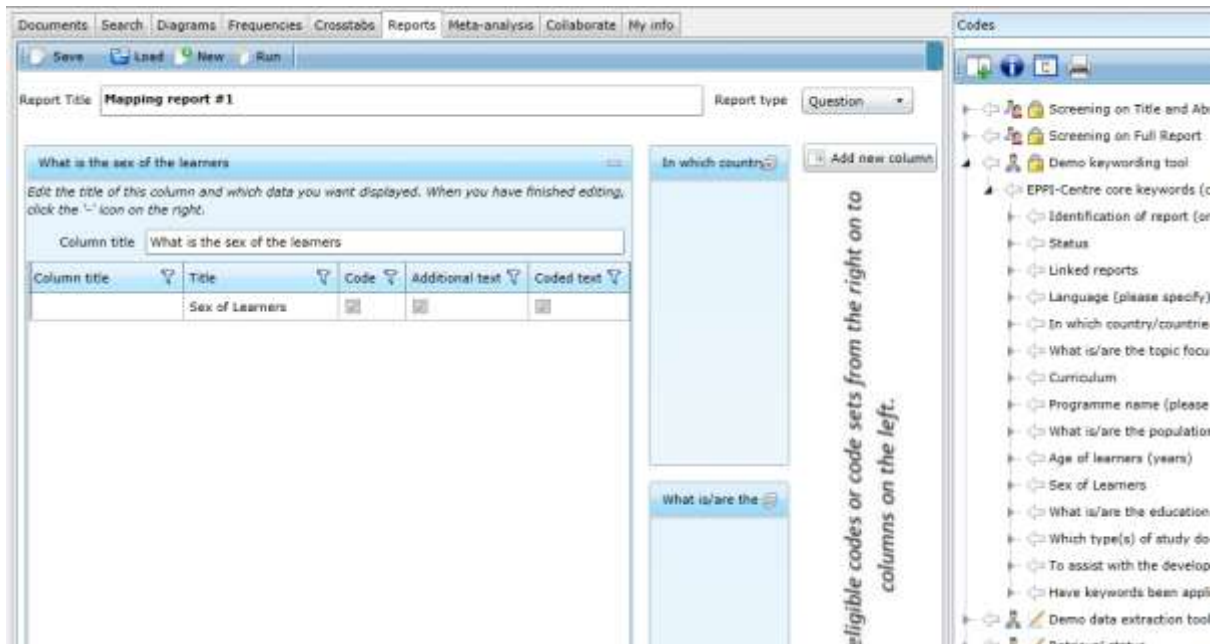 Documents Search Diagrams Frequencies Crosstabs Reports Meta-analysis Collaborate My info
Save Load New Run
Report Title Mapping report #1 Report type Question
What is the sex of the learners
Edit the title of this column and which data you want displayed. When you have finished editing,
click the '-' icon on the right.
Column title What is the sex of the learners
Column title Title Code Additional text Coded text
Sex of Learners
In which country
What is/are the
Add new column
eligible codes or code sets from the right on to
columns on the left.
Codes
Screening on Title and Ab
Screening on Full Report
Demo keywording tool
EPPI-Centre core keywords (
Identification of report (or
Status
Linked reports
Language (please specify)
In which country/countrie
What is/are the topic focu
Curriculum
Programme name (please
What is/are the population
Age of learners (years)
Sex of Learners
What is/are the education
Which type(s) of study do
To assist with the develop
Have keywords been appli
Demo data extraction tool
Retrieval status